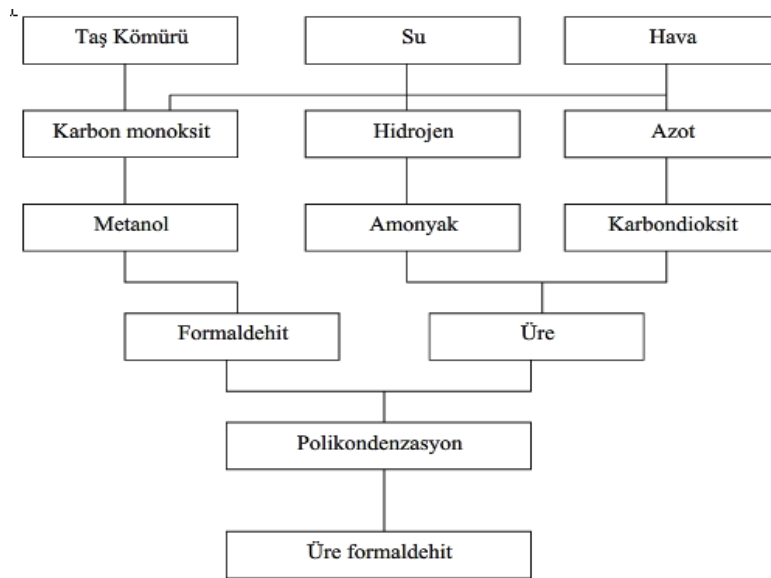 Taş Kömürü
Su
Hava
Karbon monoksit
Hidrojen
Azot
Metanol
Amonyak
Karbondioksit
Formaldehit
Üre
Polikondenzasyon
Üre formaldehit